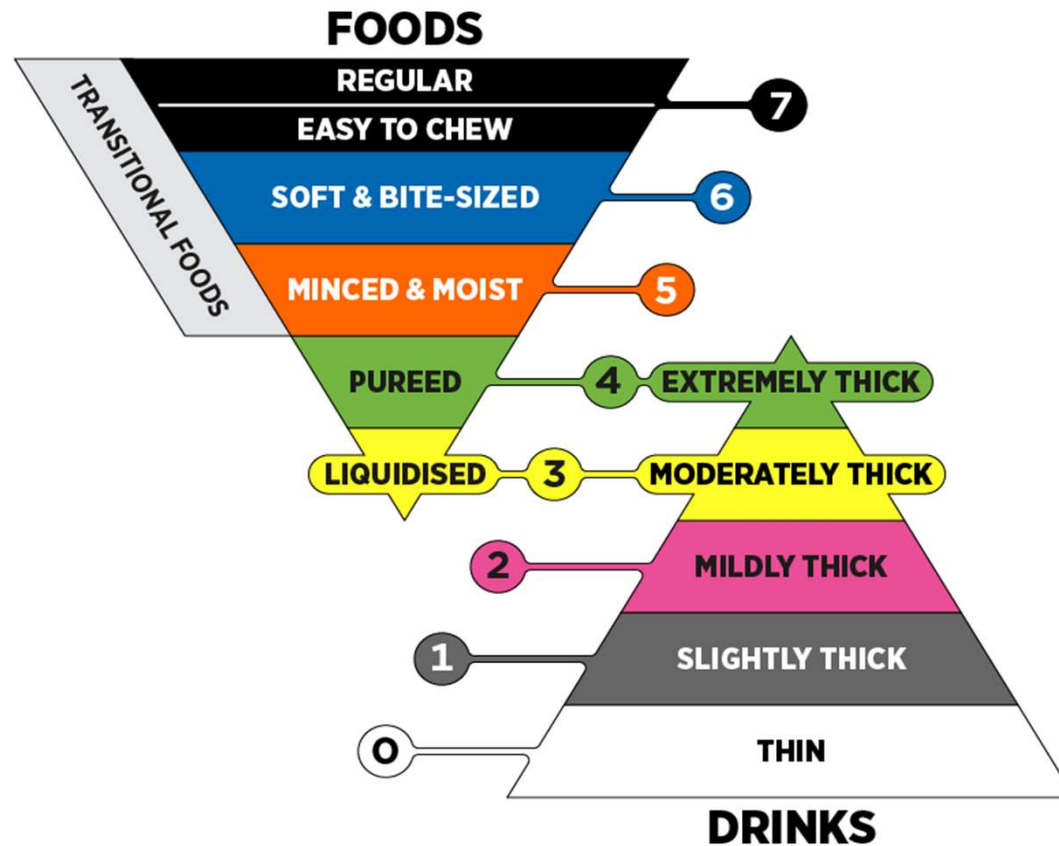 FOODS
TRANSITIONAL FOODS
REGULAR
7
EASY TO CHEW
SOFT & BITE-SIZED
6
MINCED & MOIST
5
PUREED
4
EXTREMELY THICK
LIQUIDISED
3
MODERATELY THICK
2
MILDLY THICK
1
SLIGHTLY THICK
0
THIN
DRINKS